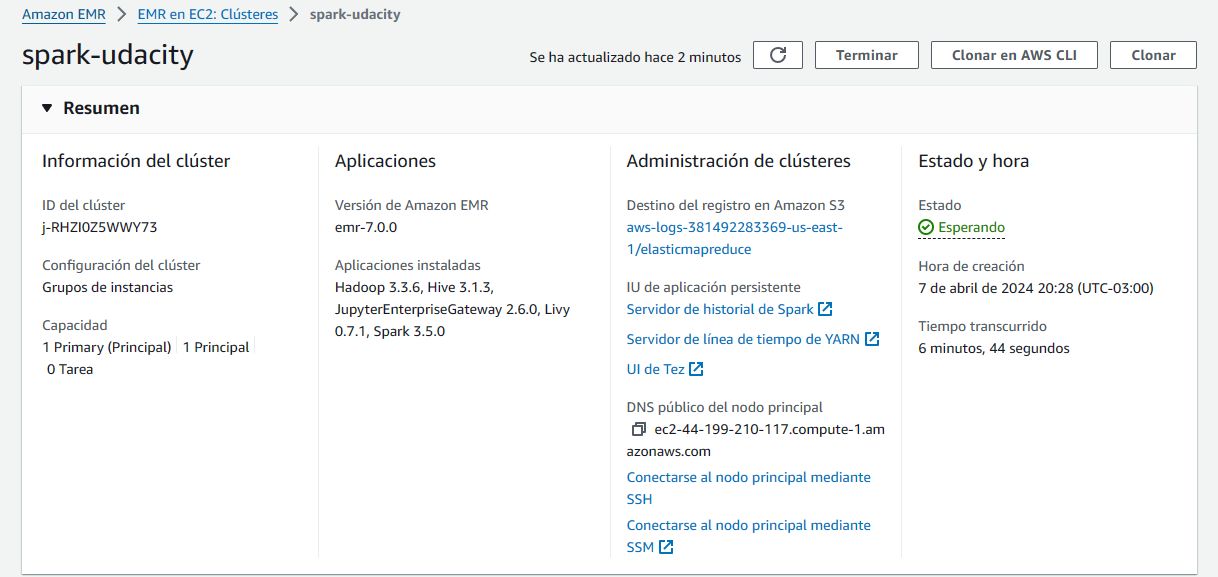 Amazon EMR > EMR en EC2: Clústeres > spark-udacity
spark-udacity
Se ha actualizado hace 2 minutos
Terminar
Clonar en AWS CLI
Clonar
Resumen
Información del clúster
ID del clúster
j-RHZI0Z5WWY73
Configuración del clúster
Grupos de instancias
Capacidad
1 Primary (Principal) | 1 Principal |
0 Tarea
Aplicaciones
Versión de Amazon EMR
emr-7.0.0
Aplicaciones instaladas
Hadoop 3.3.6, Hive 3.1.3,
JupyterEnterpriseGateway 2.6.0, Livy
0.7.1, Spark 3.5.0
Administración de clústeres
Destino del registro en Amazon S3
aws-logs-381492283369-us-east-
1/elasticmapreduce
IU de aplicación persistente
Servidor de historial de Spark
Servidor de línea de tiempo de YARN
UI de Tez
DNS público del nodo principal
ec2-44-199-210-117.compute-1.am
azonaws.com
Conectarse al nodo principal mediante
SSH
Conectarse al nodo principal mediante
SSM
Estado y hora
Estado
Esperando
Hora de creación
7 de abril de 2024 20:28 (UTC-03:00)
Tiempo transcurrido
6 minutos, 44 segundos